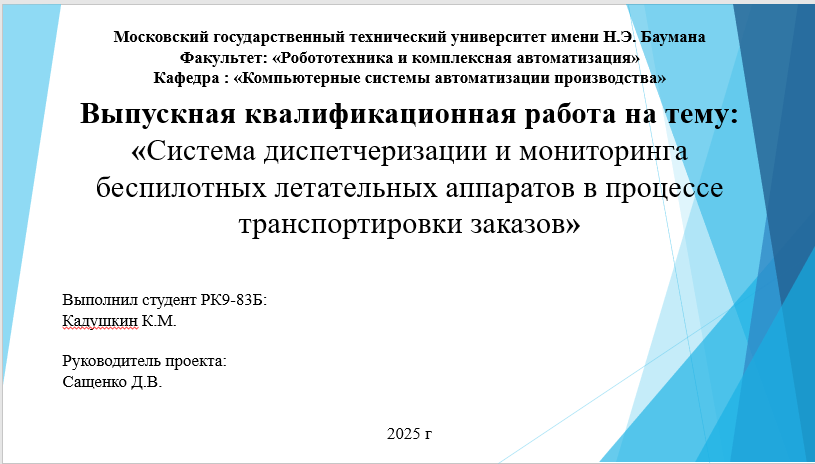 Московский государственный технический университет имени Н.Э. Баумана
Факультет: «Робототехника и комплексная автоматизация»
Кафедра : «Компьютерные системы автоматизации производства»
Выпускная квалификационная работа на тему:
«Система диспетчеризации и мониторинга
беспилотных летательных аппаратов в процессе
транспортировки заказов»
Выполнил студент РК9-83Б:
Кадушкин К.М.
Руководитель проекта:
Сащенко Д.В.
2025 г